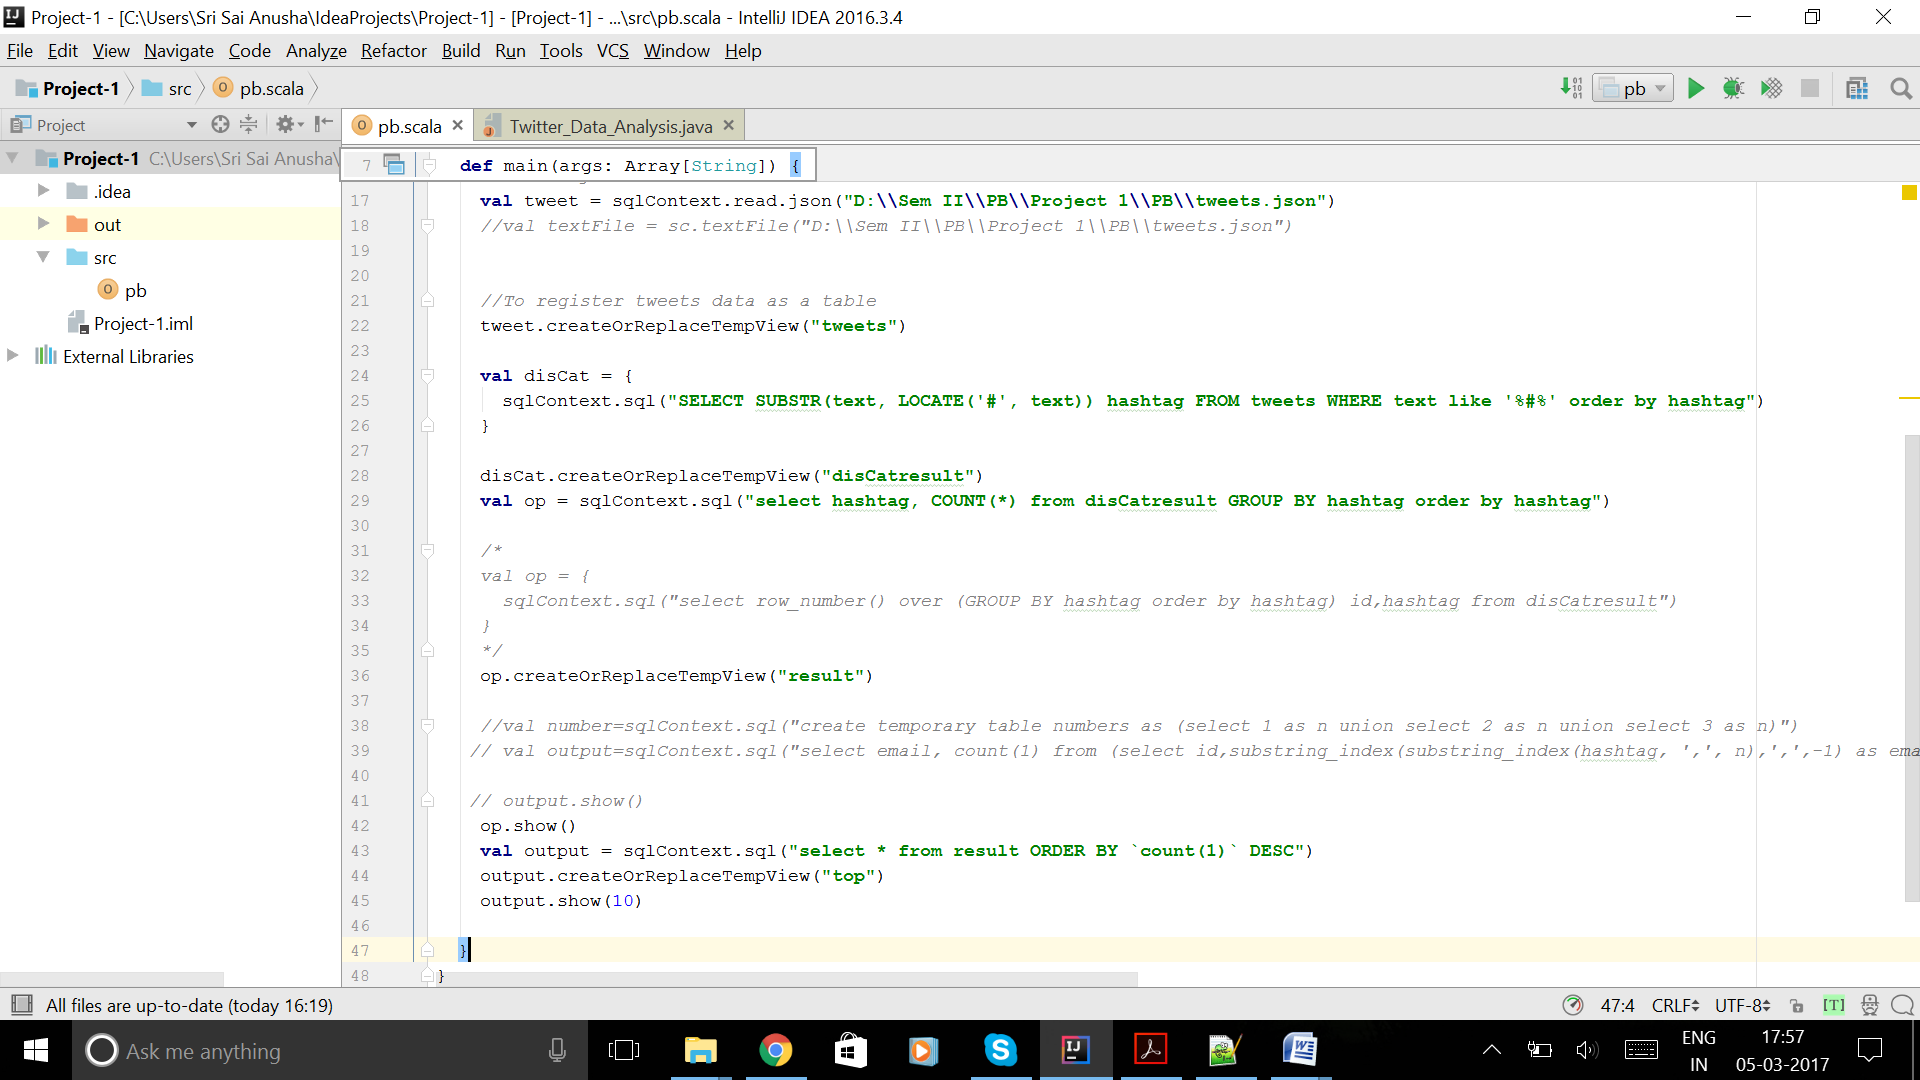 Project-1 - [C:\Users\Sri Sai Anusha\IdeaProjects\Project-1] - [Project-1] - ...\src\pb.scala - IntelliJ IDEA 2016.3.4
File Edit View Navigate Code Analyze Refactor Build Run Tools VCS Window Help
Project-1 src pb.scala
pb
Project
pb.scala Twitter_Data_Analysis.java
Project-1 C:\Users\Sri Sai Anusha\
.idea
out
src
pb
Project-1.iml
External Libraries
7 def main(args: Array[String]) {
17 val tweet = sqlContext.read.json("D:\\Sem II\\PB\\Project 1\\PB\\tweets.json")
18 //val textFile = sc.textFile("D:\\Sem II\\PB\\Project 1\\PB\\tweets.json")
19
20
21 //To register tweets data as a table
22 tweet.createOrReplaceTempView("tweets")
23
24 val disCat = {
25 sqlContext.sql("SELECT SUBSTR(text, LOCATE('#', text)) hashtag FROM tweets WHERE text like '%#%' order by hashtag")
26 }
27
28 disCat.createOrReplaceTempView("disCatresult")
29 val op = sqlContext.sql("select hashtag, COUNT(*) from disCatresult GROUP BY hashtag order by hashtag")
30
31 /*
32 val op = {
33 sqlContext.sql("select row_number() over (GROUP BY hashtag order by hashtag) id,hashtag from disCatresult")
34 }
35 */
36 op.createOrReplaceTempView("result")
37
38 //val number=sqlContext.sql("create temporary table numbers as (select 1 as n union select 2 as n union select 3 as n)")
39 // val output=sqlContext.sql("select email, count(1) from (select id,substring_index(substring_index(hashtag, ',', n),',',-1) as ema
40
41 // output.show()
42 op.show()
43 val output = sqlContext.sql("select * from result ORDER BY `count(1)` DESC")
44 output.createOrReplaceTempView("top")
45 output.show(10)
46
47 }
48 }
All files are up-to-date (today 16:19)
47:4 CRLF UTF-8 [T]
Ask me anything
ENG
IN
17:57
05-03-2017